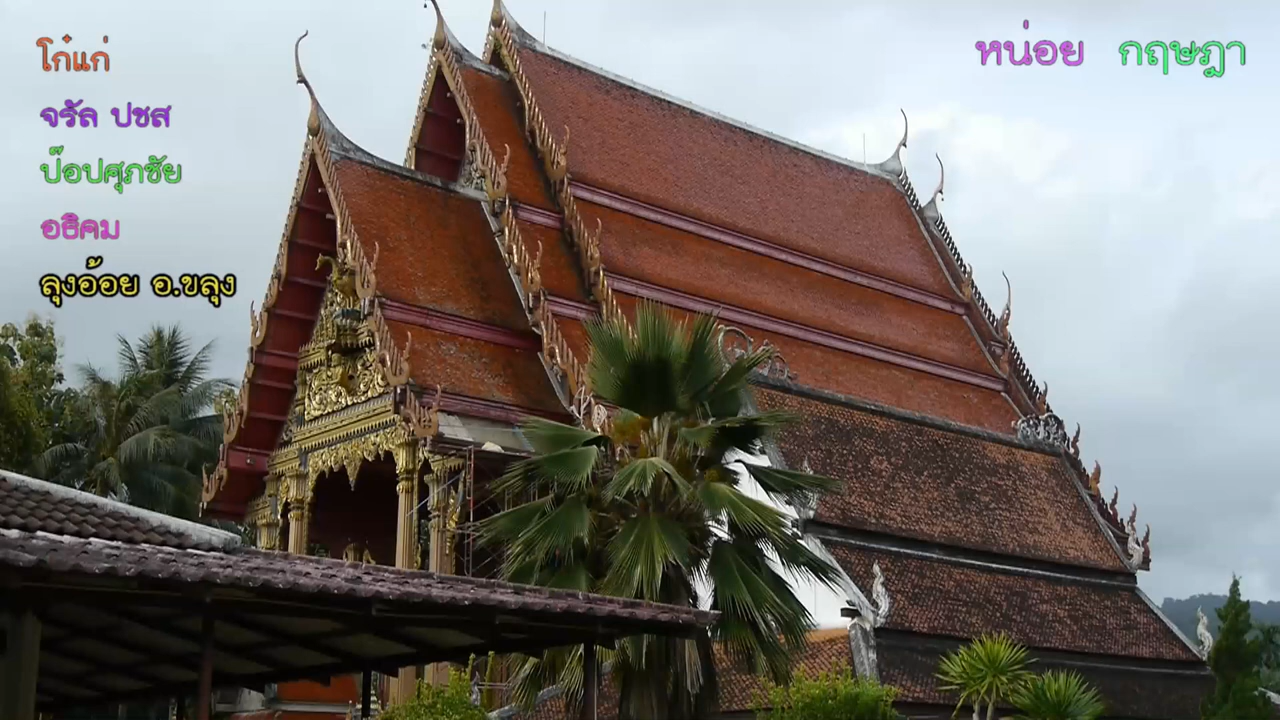 โก๋แก่
หน่อย กฤษฎา
จรัล ปชส
ป๊อปศุภชัย
อธิคม
ลุงอ้อย อ.ขลุง